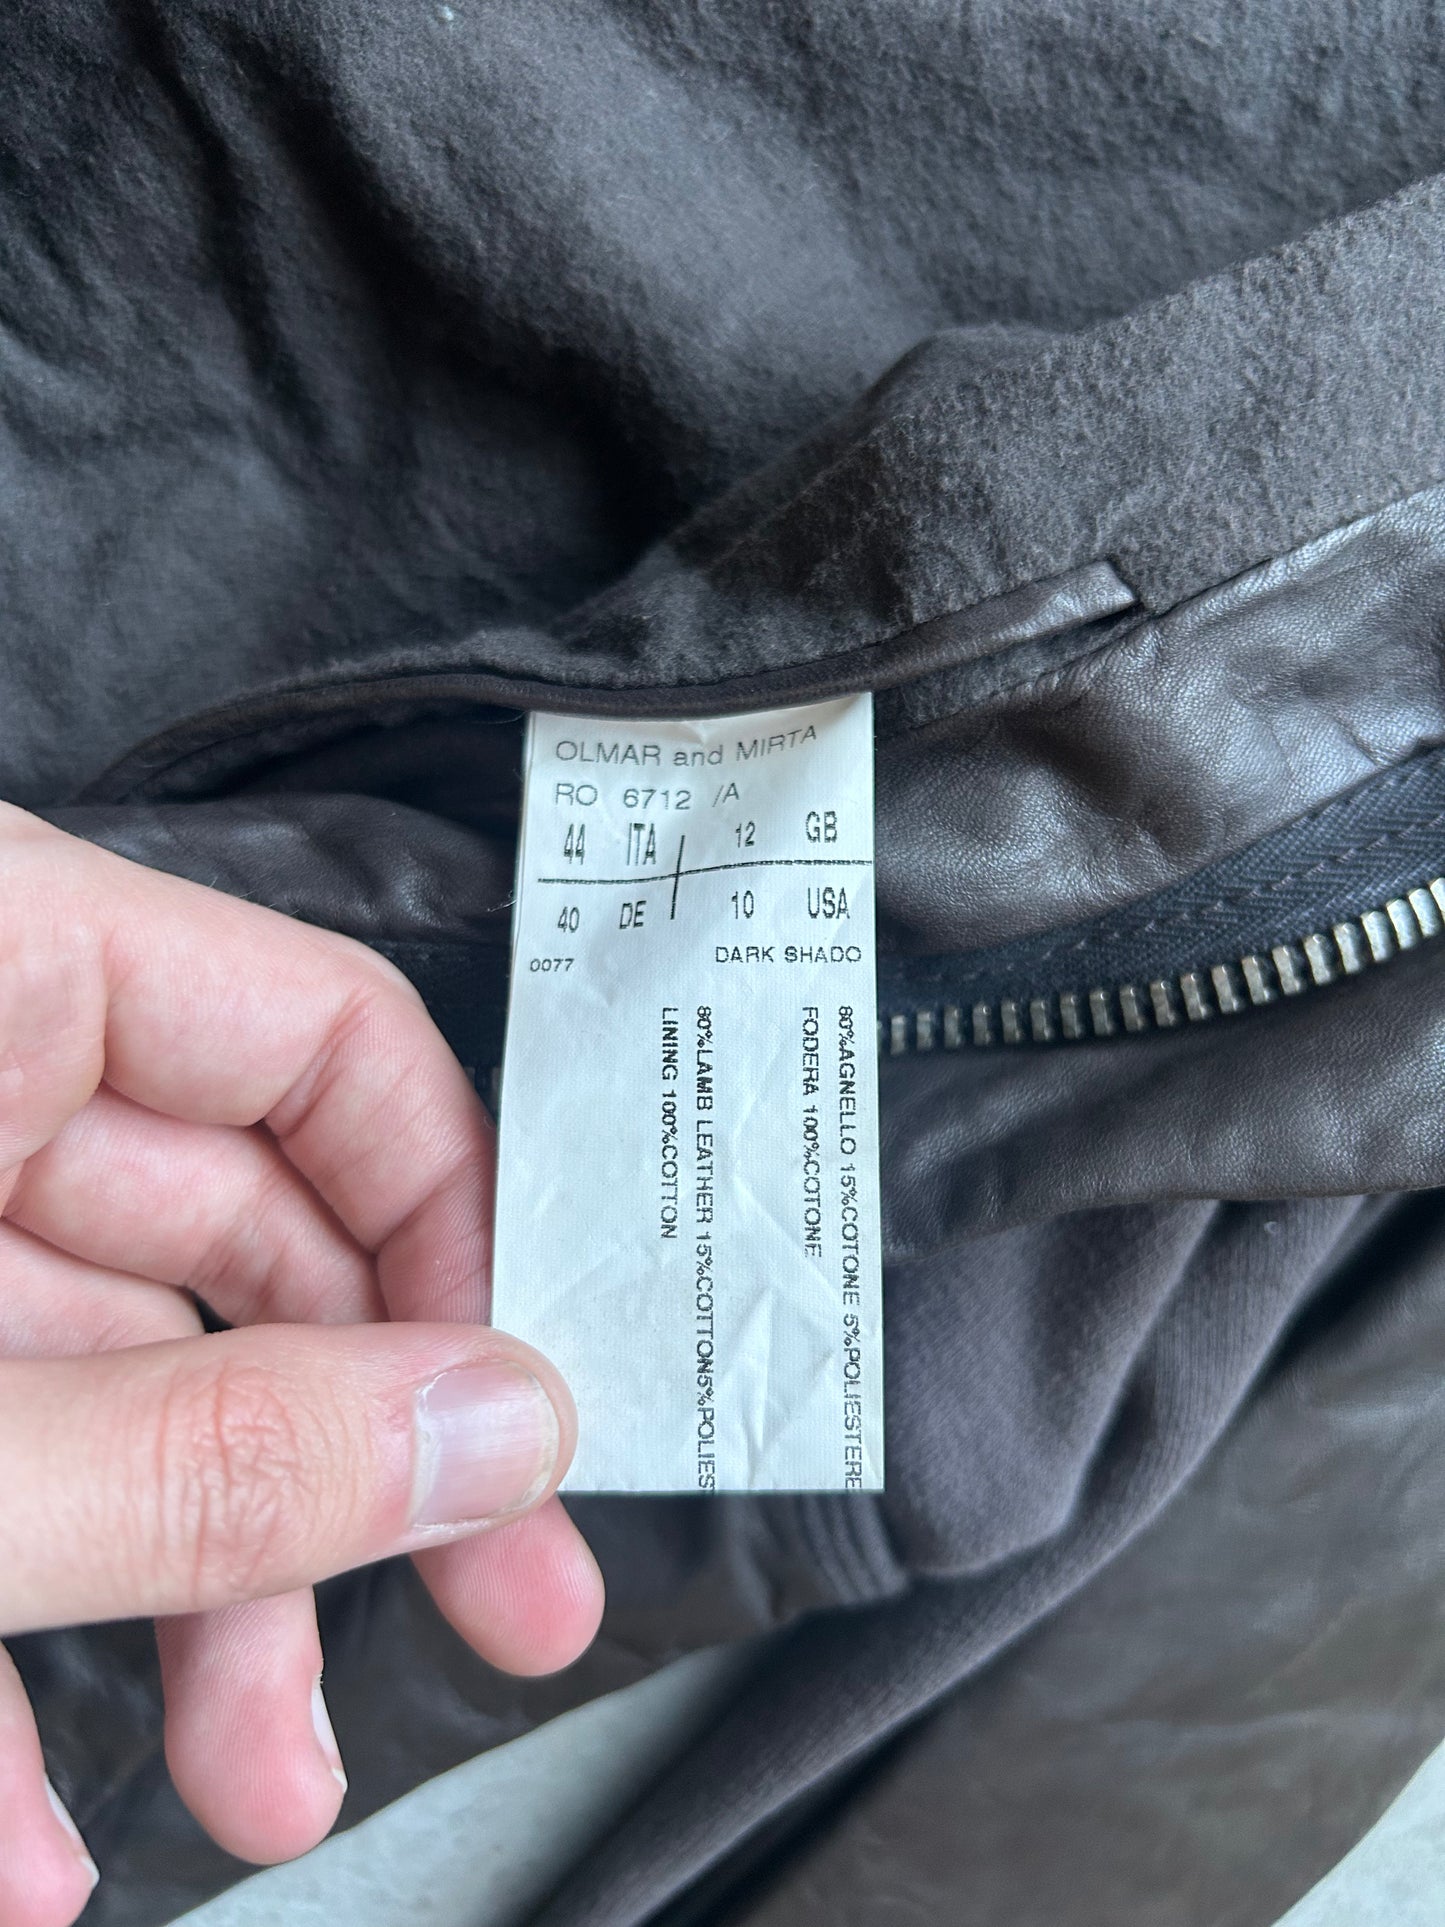 OLMAR and MIRTA
RO 6712 /A
44 ITA 12 GB
40 DE 10 USA
0077 DARK SHADO
80%AGNELLO 15%COTONE 5%POLIESTERE
FODERA 100%COTONE
80%LAMB LEATHER 15%COTTON5%POLIES
LINING 100%COTTON